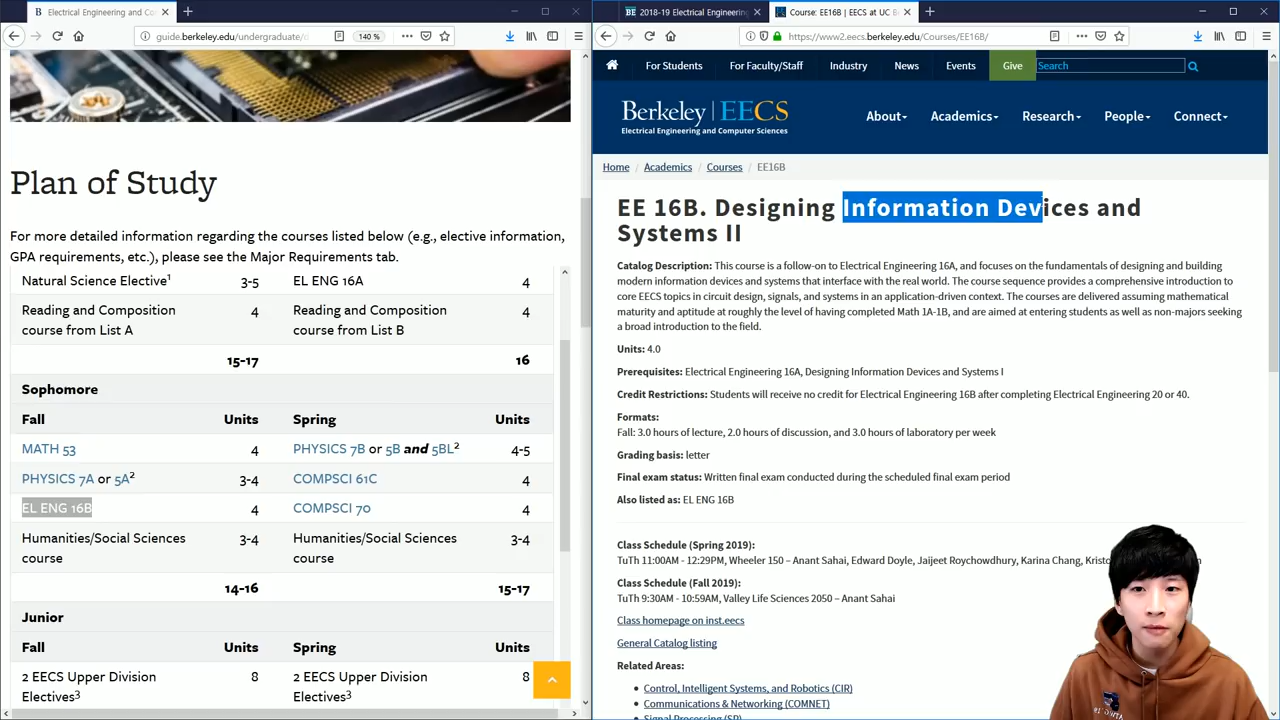 Electrical Engineering and Co
2018-19 Electrical Engineering
Course: EE16B | EECS at UC Be
guide.berkeley.edu/undergraduate/
140 %
https://www2.eecs.berkeley.edu/Courses/EE16B/
For Students
For Faculty/Staff
Industry
News
Events
Give
Search
Berkeley | EECS
Electrical Engineering and Computer Sciences
About
Academics
Research
People
Connect
Home / Academics / Courses / EE16B
Plan of Study
For more detailed information regarding the courses listed below (e.g., elective information,
GPA requirements, etc.), please see the Major Requirements tab.
Natural Science Elective¹ 3-5 EL ENG 16A 4
Reading and Composition 4 Reading and Composition 4
course from List A course from List B
15-17 16
Sophomore
Fall Units Spring Units
MATH 53 4 PHYSICS 7B or 5B and 5BL² 4-5
PHYSICS 7A or 5A² 3-4 COMPSCI 61C 4
EL ENG 16B 4 COMPSCI 70 4
Humanities/Social Sciences 3-4 Humanities/Social Sciences 3-4
course course
14-16 15-17
Junior
Fall Units Spring Units
2 EECS Upper Division 8 2 EECS Upper Division 8
Electives³ Electives³
EE 16B. Designing Information Devices and
Systems II
Catalog Description: This course is a follow-on to Electrical Engineering 16A, and focuses on the fundamentals of designing and building
modern information devices and systems that interface with the real world. The course sequence provides a comprehensive introduction to
core EECS topics in circuit design, signals, and systems in an application-driven context. The courses are delivered assuming mathematical
maturity and aptitude at roughly the level of having completed Math 1A-1B, and are aimed at entering students as well as non-majors seeking
a broad introduction to the field.
Units: 4.0
Prerequisites: Electrical Engineering 16A, Designing Information Devices and Systems I
Credit Restrictions: Students will receive no credit for Electrical Engineering 16B after completing Electrical Engineering 20 or 40.
Formats:
Fall: 3.0 hours of lecture, 2.0 hours of discussion, and 3.0 hours of laboratory per week
Grading basis: letter
Final exam status: Written final exam conducted during the scheduled final exam period
Also listed as: EL ENG 16B
Class Schedule (Spring 2019):
TuTh 11:00AM - 12:29PM, Wheeler 150 – Anant Sahai, Edward Doyle, Jaijeet Roychowdhury, Karina Chang,
Class Schedule (Fall 2019):
TuTh 9:30AM - 10:59AM, Valley Life Sciences 2050 – Anant Sahai
Class homepage on inst.eecs
General Catalog listing
Related Areas:
• Control, Intelligent Systems, and Robotics (CIR)
• Communications & Networking (COMNET)
• Signal Processing (SP)